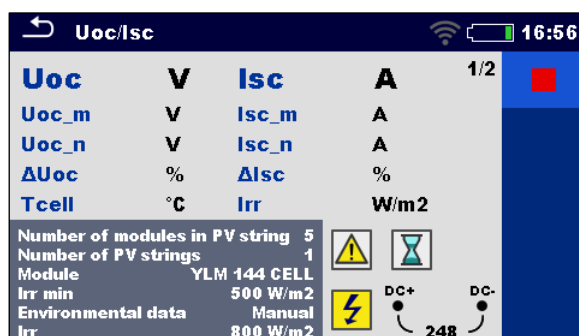 Uoc/Isc 16:56
Uoc V Isc A 1/2
Uoc_m V Isc_m A
Uoc_n V Isc_n A
ΔUoc % ΔIsc %
Tcell °C Irr W/m2
Number of modules in PV string 5
Number of PV strings 1
Module YLM 144 CELL
Irr min 500 W/m2
Environmental data Manual
Irr 800 W/m2
DC+ DC-
248